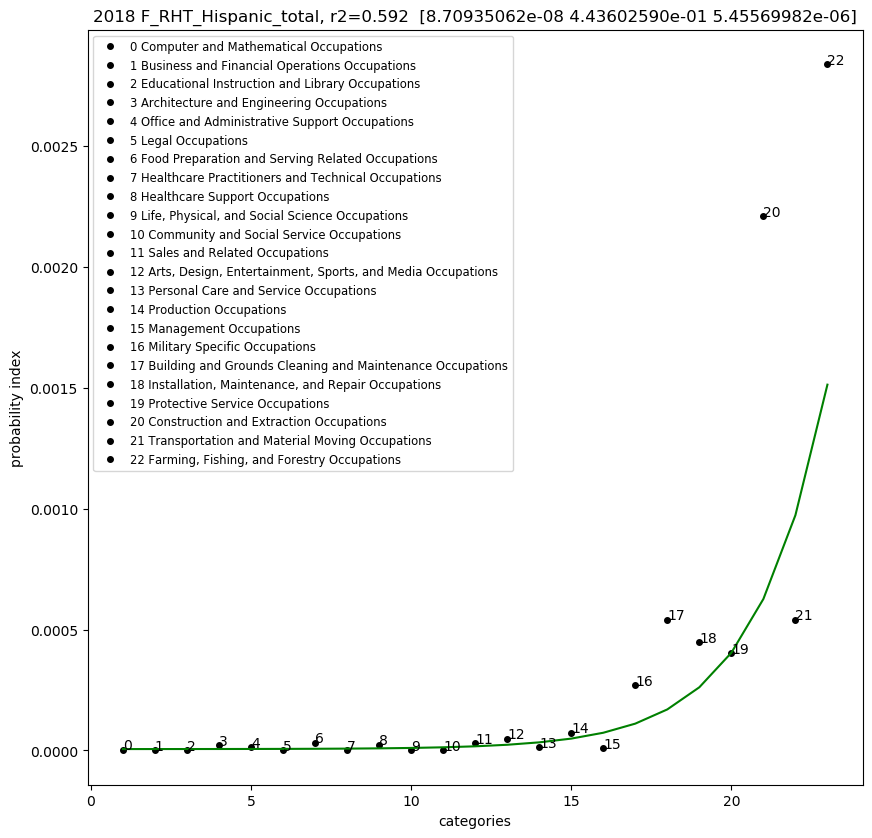 2018 F_RHT_Hispanic_total, r2=0.592  [8.70935062e-08 4.43602590e-01 5.45569982e-06]
0 Computer and Mathematical Occupations
1 Business and Financial Operations Occupations
2 Educational Instruction and Library Occupations
3 Architecture and Engineering Occupations
4 Office and Administrative Support Occupations
5 Legal Occupations
6 Food Preparation and Serving Related Occupations
7 Healthcare Practitioners and Technical Occupations
8 Healthcare Support Occupations
9 Life, Physical, and Social Science Occupations
10 Community and Social Service Occupations
11 Sales and Related Occupations
12 Arts, Design, Entertainment, Sports, and Media Occupations
13 Personal Care and Service Occupations
14 Production Occupations
15 Management Occupations
16 Military Specific Occupations
17 Building and Grounds Cleaning and Maintenance Occupations
18 Installation, Maintenance, and Repair Occupations
19 Protective Service Occupations
20 Construction and Extraction Occupations
21 Transportation and Material Moving Occupations
22 Farming, Fishing, and Forestry Occupations
probability index
0.0025
0.0020
0.0015
0.0010
0.0005
0.0000
0
1
2
3
4
5
6
7
8
9
10
11
12
13
14
15
16
17
18
19
20
21
22
0
5
10
15
20
categories